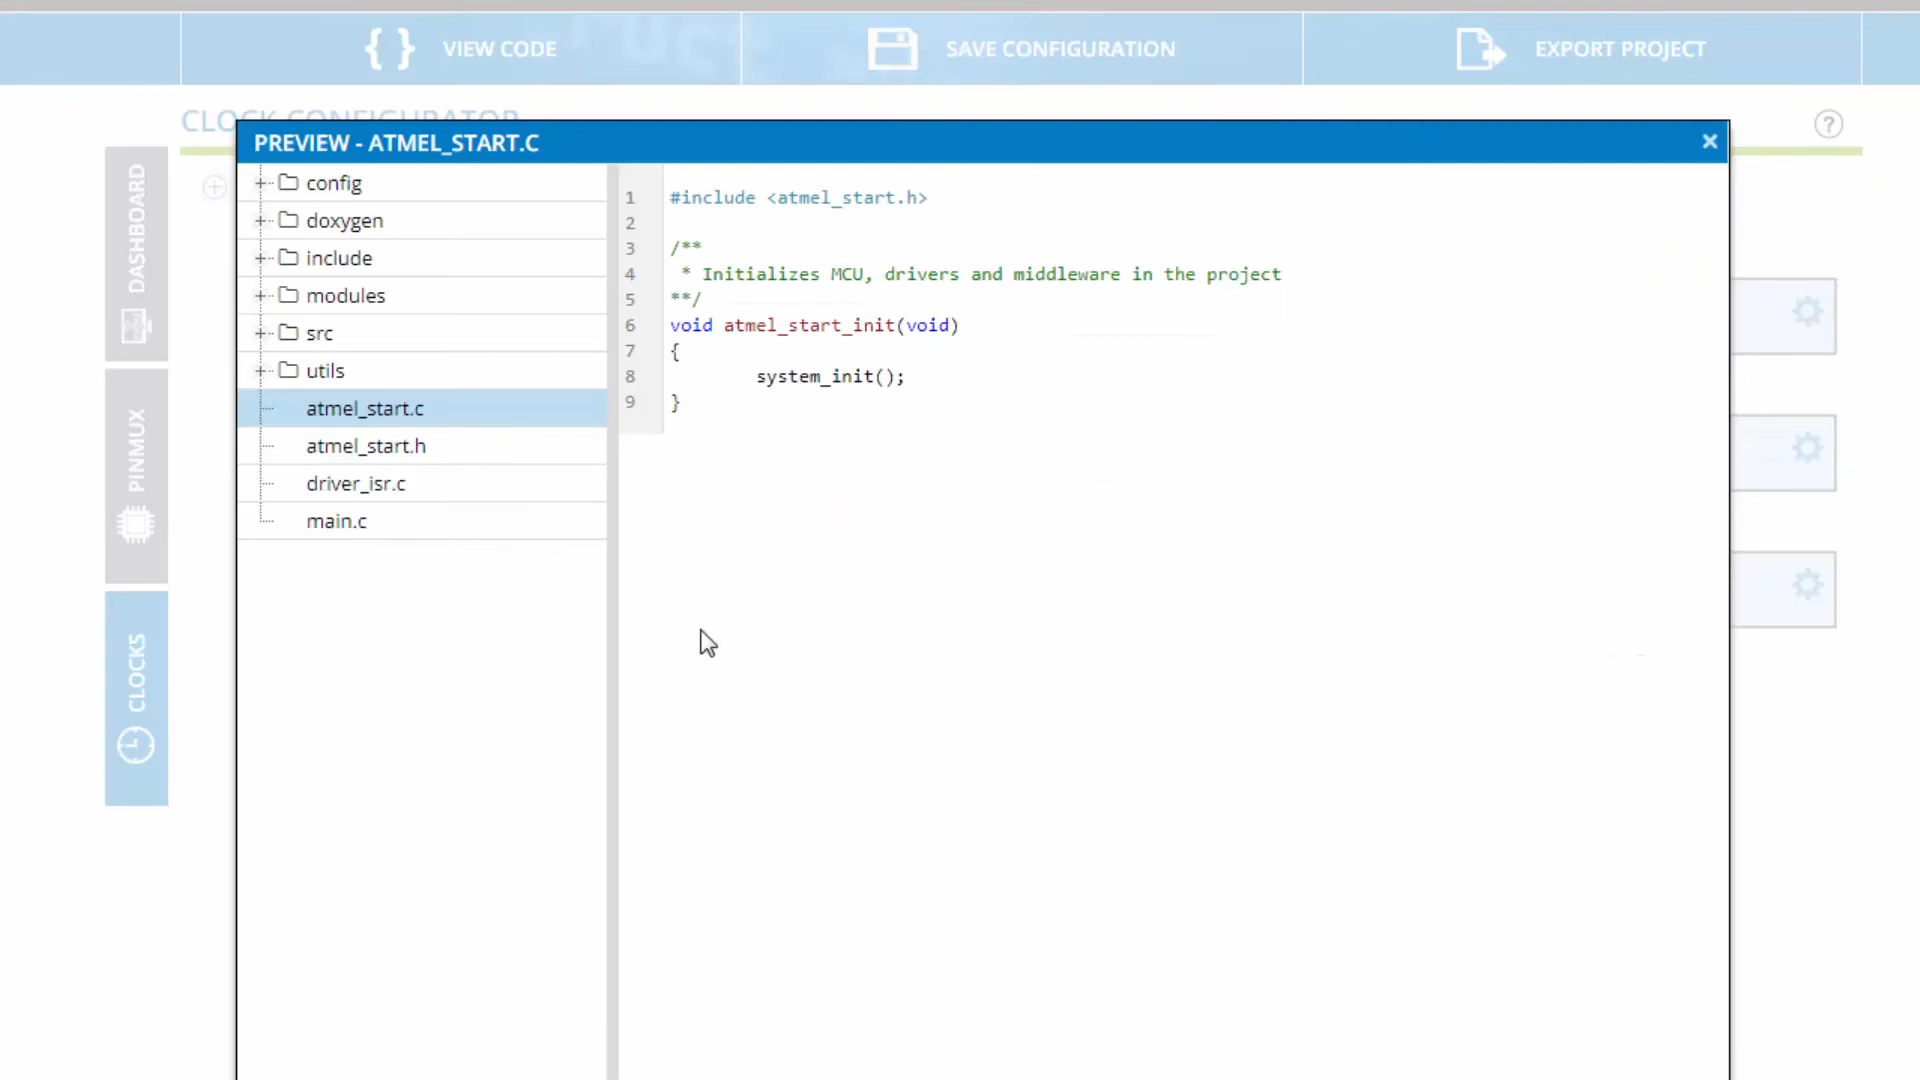 VIEW CODE
SAVE CONFIGURATION
EXPORT PROJECT
CLOCK CONFIGURATOR
?
PREVIEW - ATMEL_START.C
×
DASHBOARD
PINMUX
CLOCKS
config
doxygen
include
modules
src
utils
atmel_start.c
atmel_start.h
driver_isr.c
main.c
1 #include <atmel_start.h>
2
3 /**
4  * Initializes MCU, drivers and middleware in the project
5 **/
6 void atmel_start_init(void)
7 {
8         system_init();
9 }